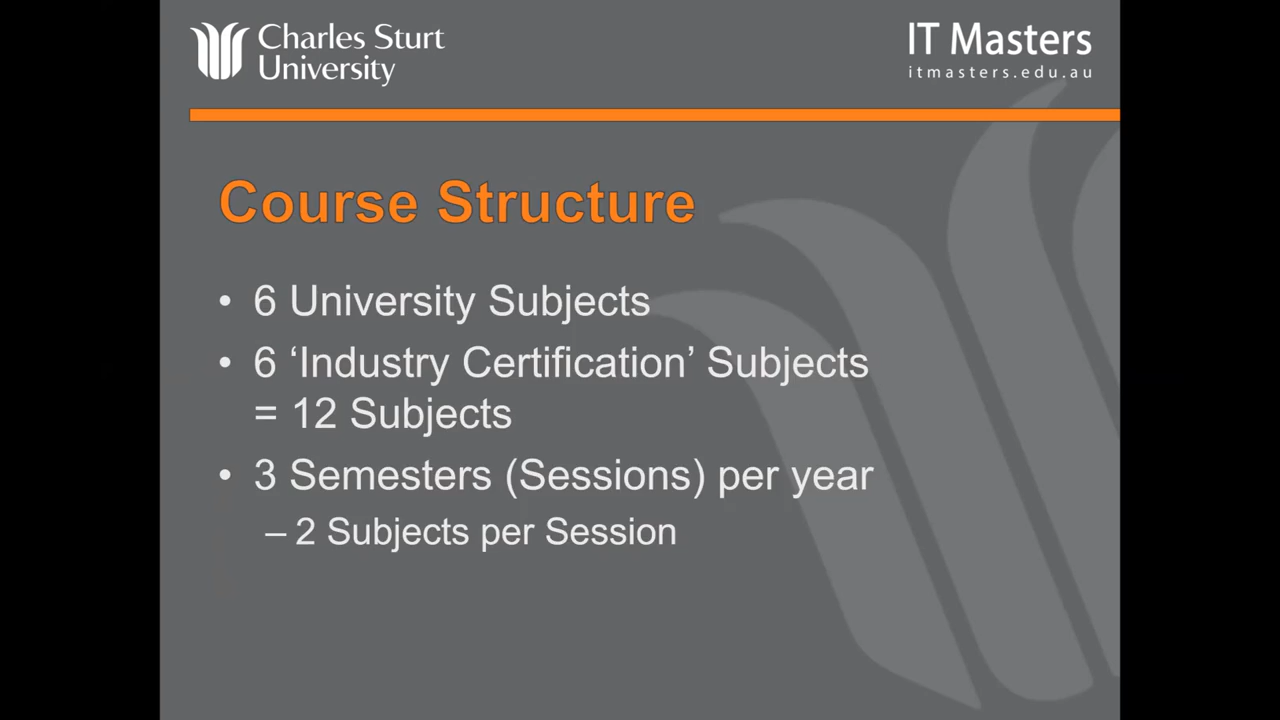 Charles Sturt
University
IT Masters
itmasters.edu.au
Course Structure
• 6 University Subjects
• 6 ‘Industry Certification’ Subjects
= 12 Subjects
• 3 Semesters (Sessions) per year
– 2 Subjects per Session